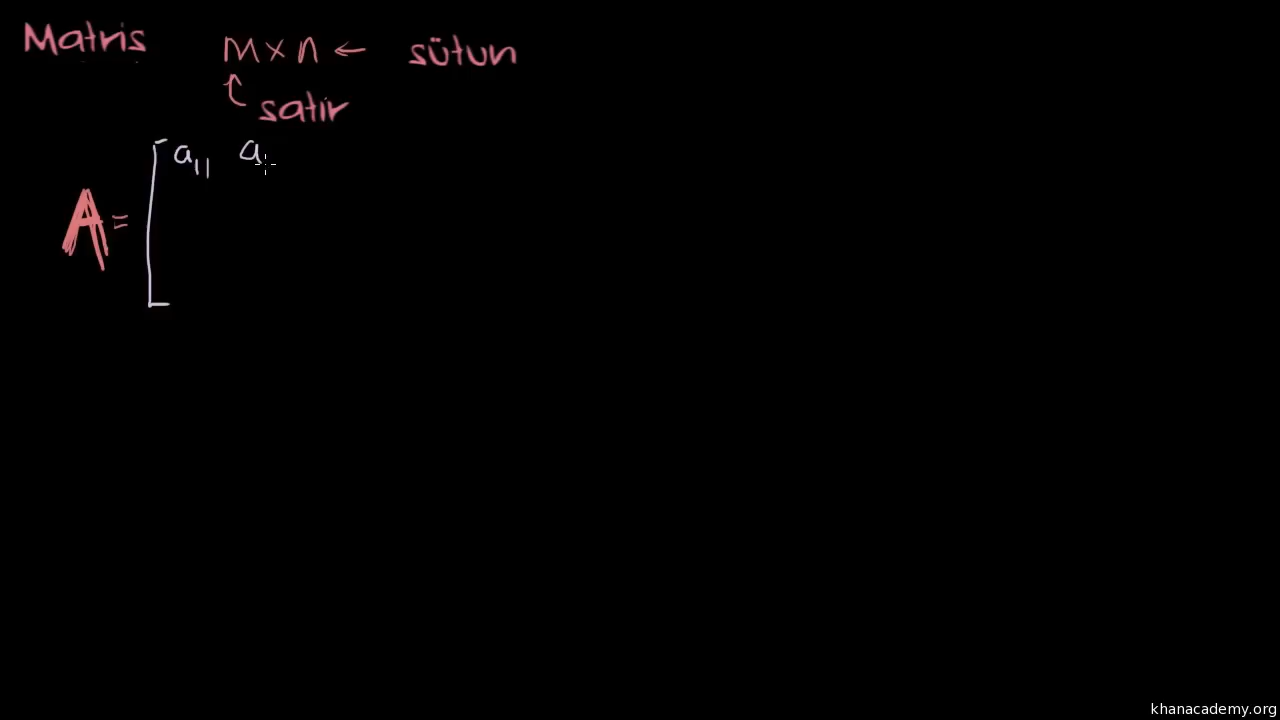 Matris m x n ← sütun
satır
A = [ a₁₁ a
khanacademy.org